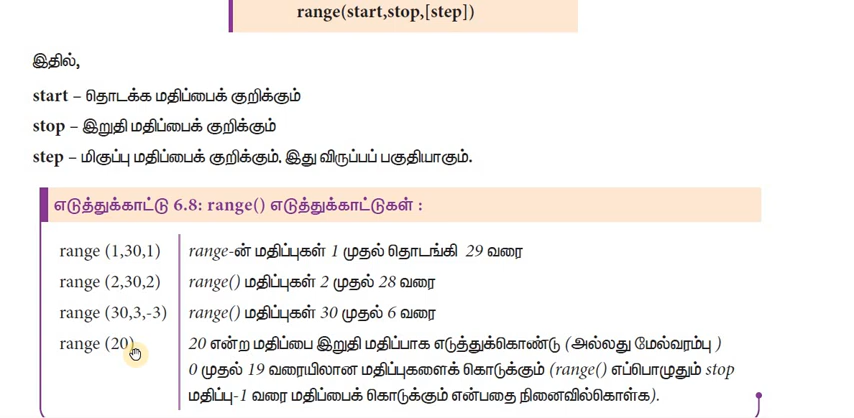 range(start,stop,[step])
இதில்,
start – தொடக்க மதிப்பைக் குறிக்கும்
stop – இறுதி மதிப்பைக் குறிக்கும்
step – மிகுப்பு மதிப்பைக் குறிக்கும். இது விருப்பப் பகுதியாகும்.
எடுத்துக்காட்டு 6.8: range() எடுத்துக்காட்டுகள் :
range (1,30,1) range-ன் மதிப்புகள் 1 முதல் தொடங்கி 29 வரை
range (2,30,2) range() மதிப்புகள் 2 முதல் 28 வரை
range (30,3,-3) range() மதிப்புகள் 30 முதல் 6 வரை
range (20) 20 என்ற மதிப்பை இறுதி மதிப்பாக எடுத்துக்கொண்டு (அல்லது மேல்வரம்பு )
0 முதல் 19 வரையிலான மதிப்புகளைக் கொடுக்கும் (range() எப்பொழுதும் stop
மதிப்பு-1 வரை மதிப்பைக் கொடுக்கும் என்பதை நினைவில்கொள்க).